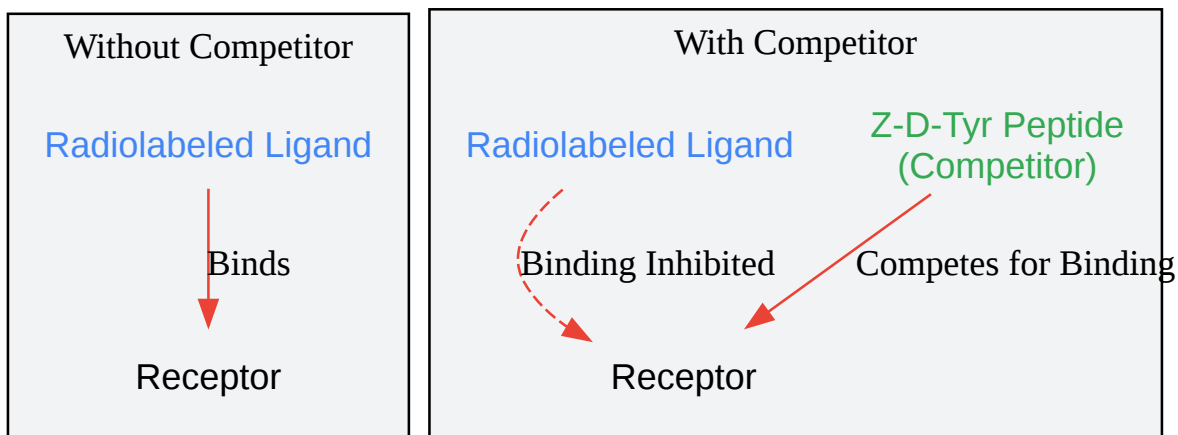 Without Competitor
Radiolabeled Ligand
Binds
Receptor
With Competitor
Radiolabeled Ligand
Z-D-Tyr Peptide
(Competitor)
Binding Inhibited
Competes for Binding
Receptor